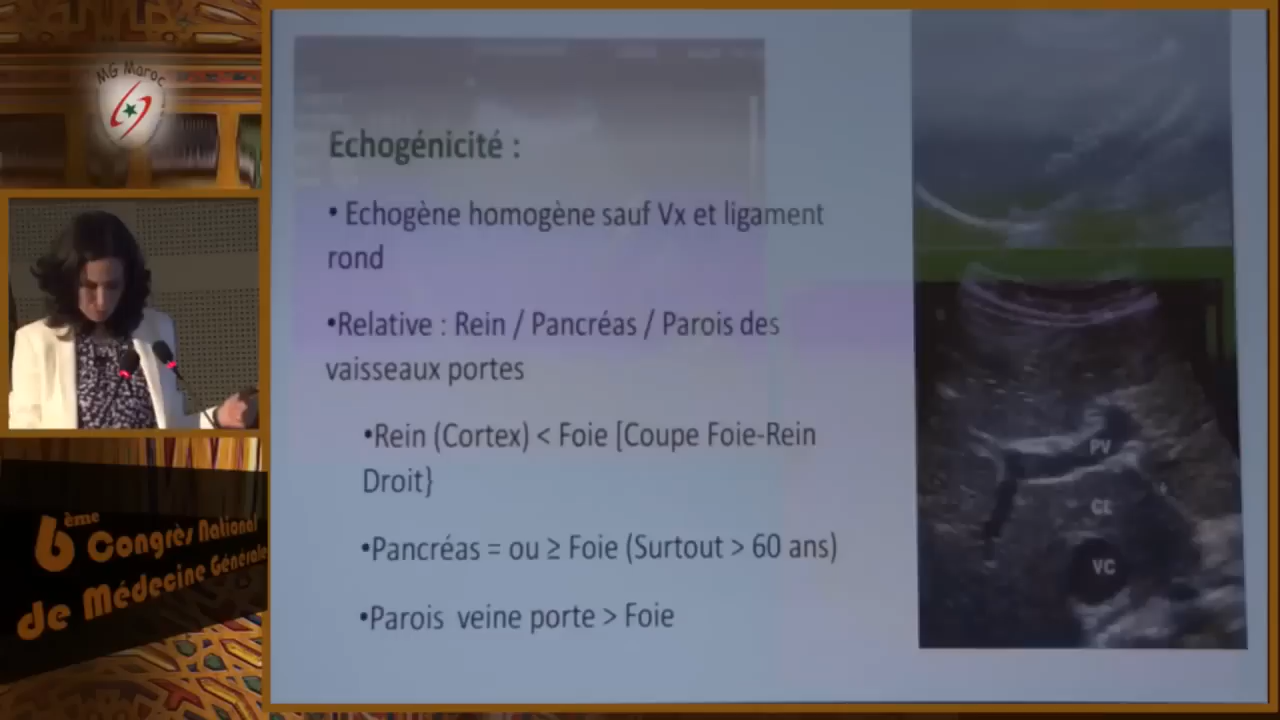 MG Maroc
6ème Congrès National
de Médecine Générale
Echogénicité :
• Echogène homogène sauf Vx et ligament
rond
•Relative : Rein / Pancréas / Parois des
vaisseaux portes
•Rein (Cortex) < Foie [Coupe Foie-Rein
Droit}
•Pancréas = ou ≥ Foie (Surtout > 60 ans)
•Parois veine porte > Foie
PV
VC